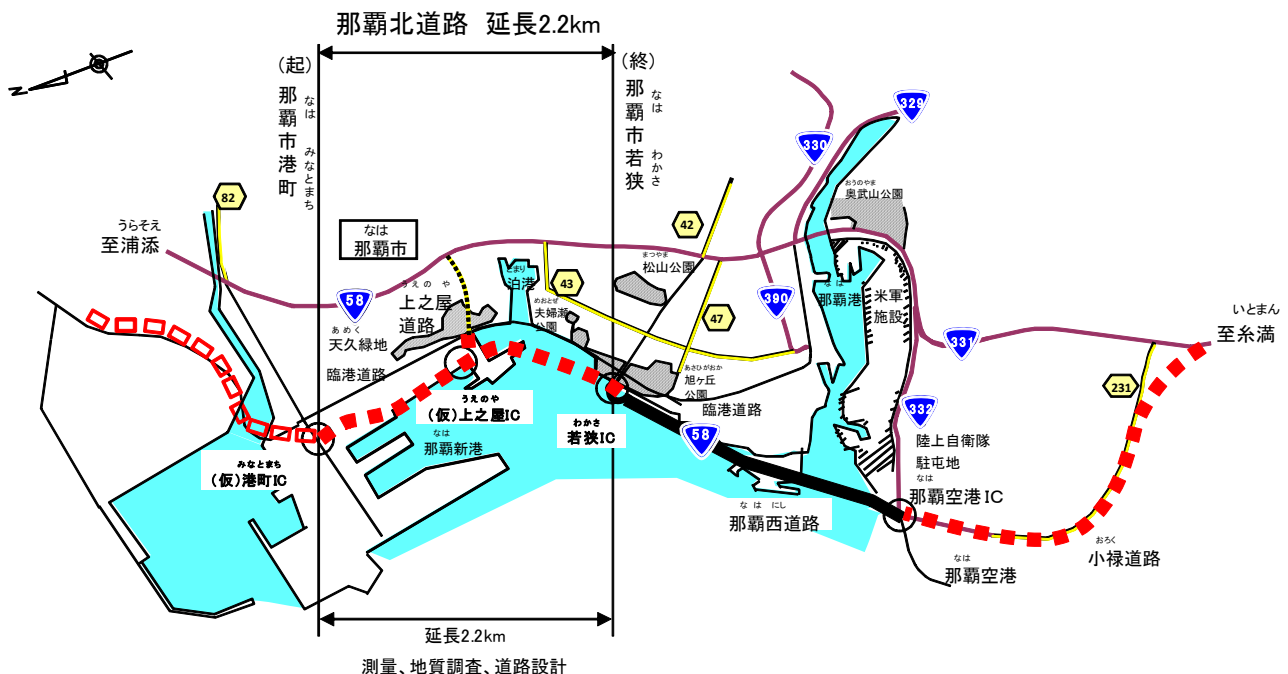 那覇北道路 延長2.2km
N
(起)
那覇市港町
なは みなとまち
(終)
那覇市若狭
なは わかさ
329
330
おうのやま
奥武山公園
82
42
うらそえ
至浦添
なは
那覇市
まつやま
松山公園
とまり
泊港
43
58
うえのや
上之屋
道路
めおとぜ
夫婦瀬
公園
47
390
なは
那覇港
米軍
施設
331
いとまん
至糸満
あめく
天久緑地
臨港道路
あさひがおか
旭ヶ丘
公園
臨港道路
231
332
うえのや
(仮)上之屋IC
わかさ
若狭IC
58
陸上自衛隊
駐屯地
なは
那覇空港IC
なは
那覇新港
みなとまち
(仮)港町IC
なはにし
那覇西道路
おろく
小禄道路
なは
那覇空港
延長2.2km
測量、地質調査、道路設計